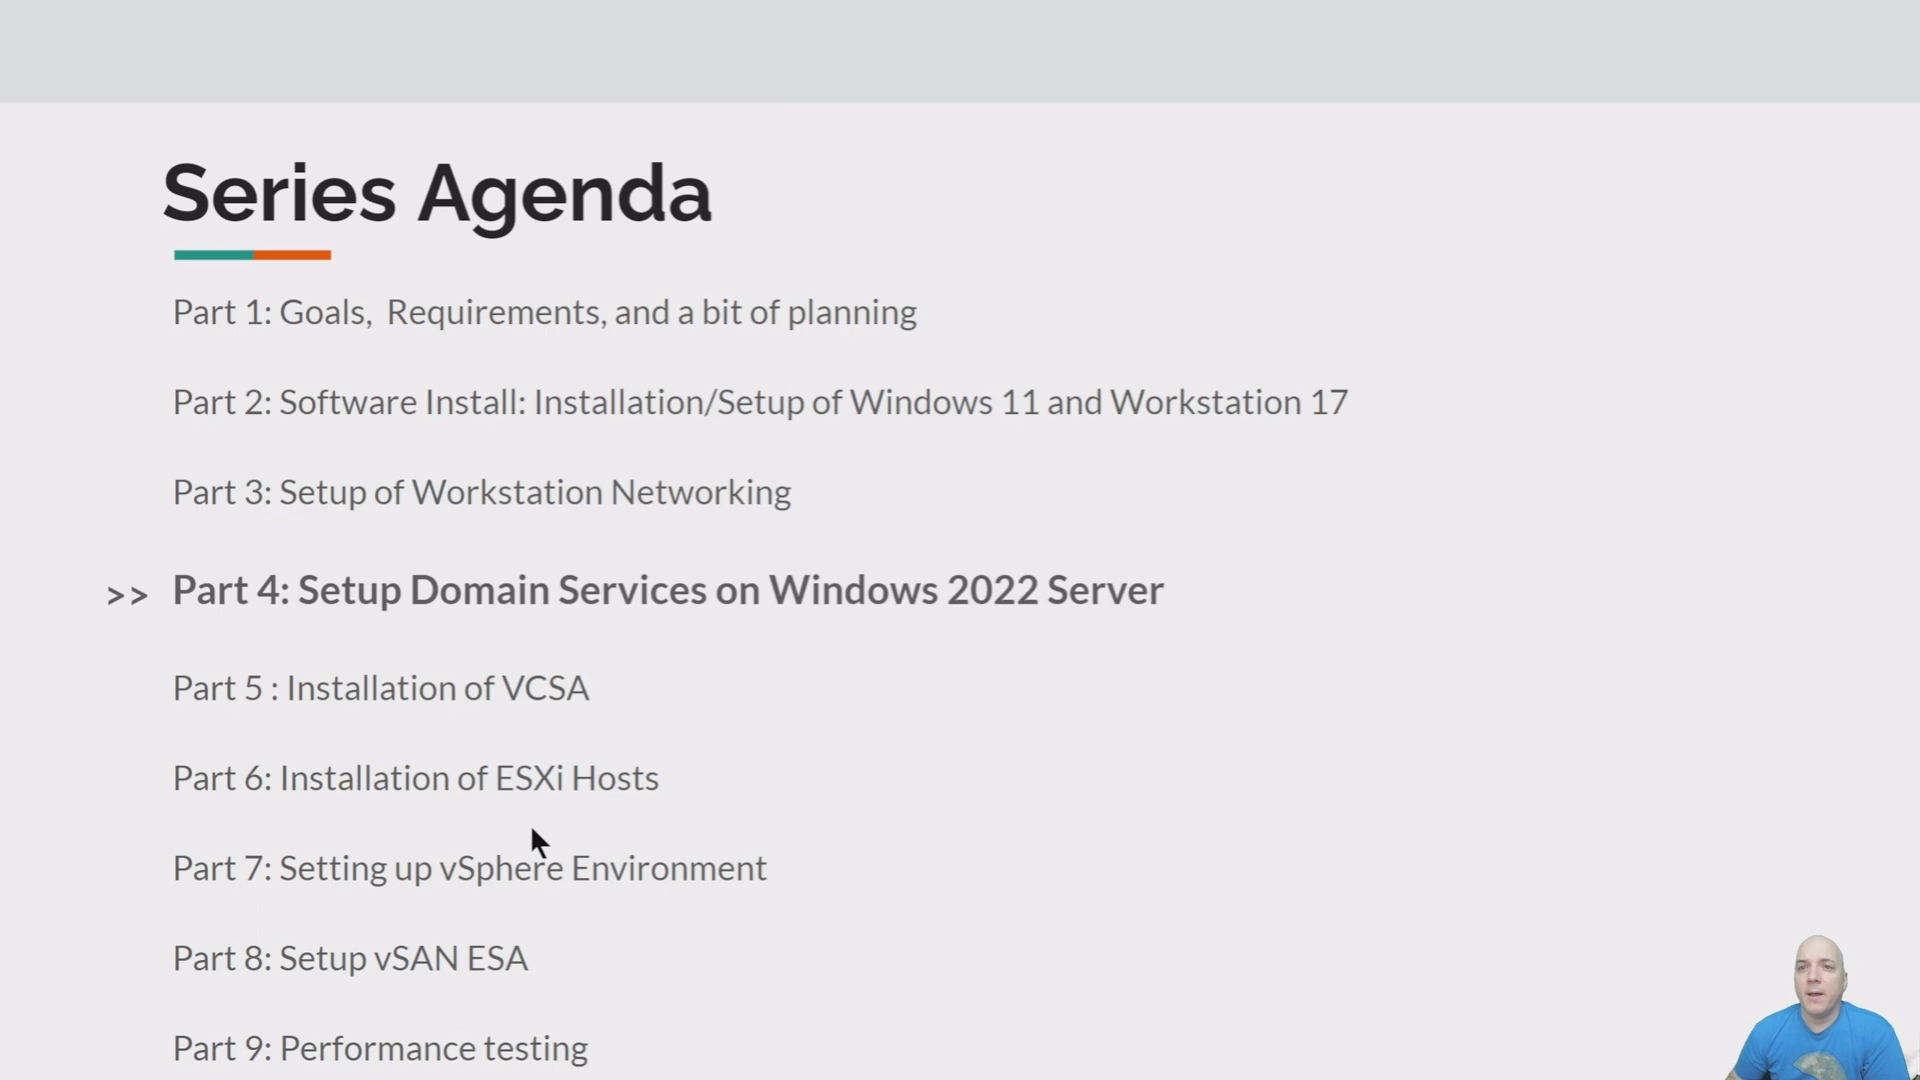 Series Agenda
Part 1: Goals,  Requirements, and a bit of planning
Part 2: Software Install: Installation/Setup of Windows 11 and Workstation 17
Part 3: Setup of Workstation Networking
>> Part 4: Setup Domain Services on Windows 2022 Server
Part 5 : Installation of VCSA
Part 6: Installation of ESXi Hosts
Part 7: Setting up vSphere Environment
Part 8: Setup vSAN ESA
Part 9: Performance testing